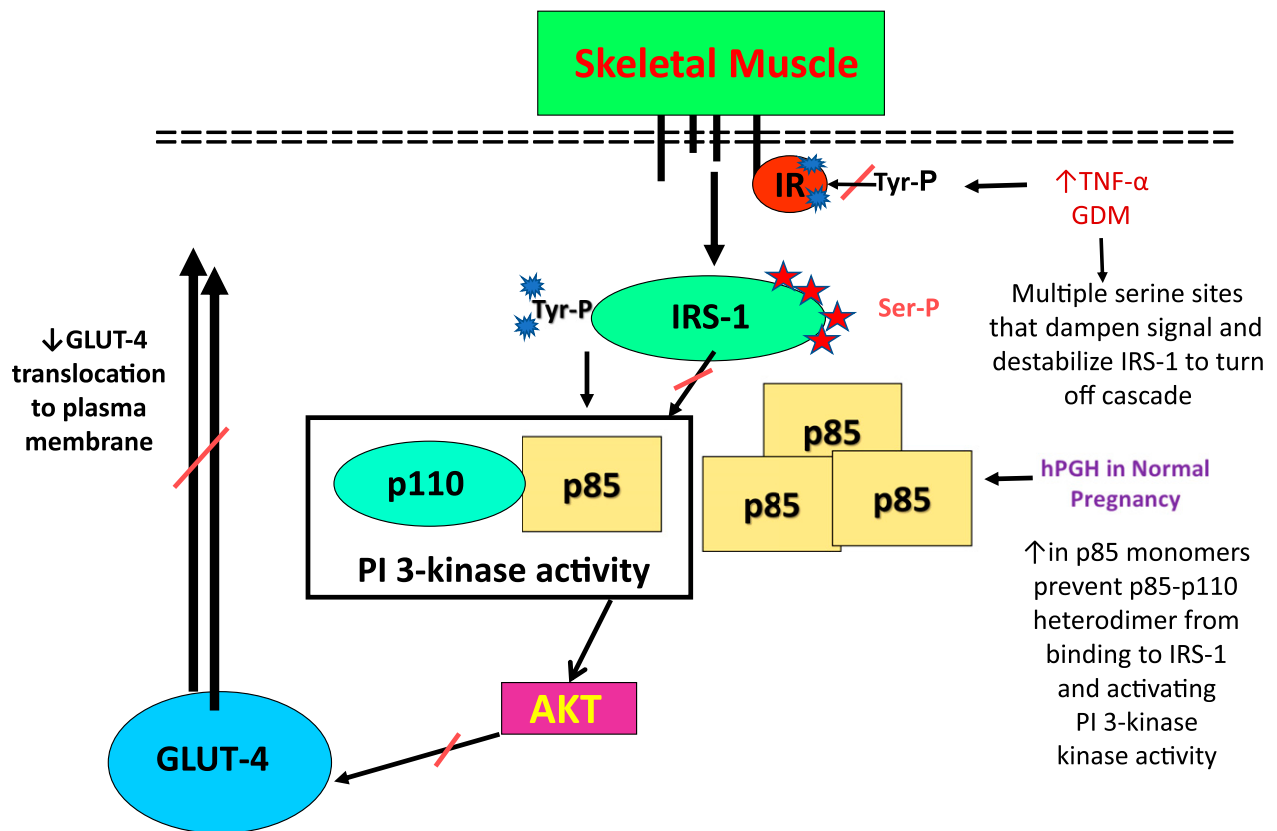 Skeletal Muscle
IR
Tyr-P
↑TNF-α
GDM
Multiple serine sites
that dampen signal and
destabilize IRS-1 to turn
off cascade
Tyr-P
IRS-1
Ser-P
↓GLUT-4
translocation
to plasma
membrane
p110
p85
PI 3-kinase activity
p85
p85
p85
hPGH in Normal
Pregnancy
↑in p85 monomers
prevent p85-p110
heterodimer from
binding to IRS-1
and activating
PI 3-kinase
kinase activity
AKT
GLUT-4